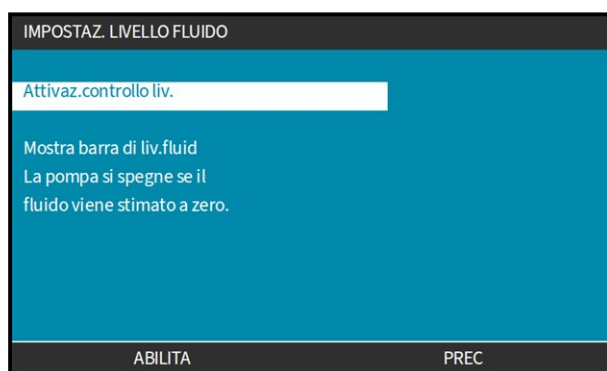 IMPOSTAZ. LIVELLO FLUIDO
Attivaz.controllo liv.
Mostra barra di liv.fluid
La pompa si spegne se il
fluido viene stimato a zero.
ABILITA PREC